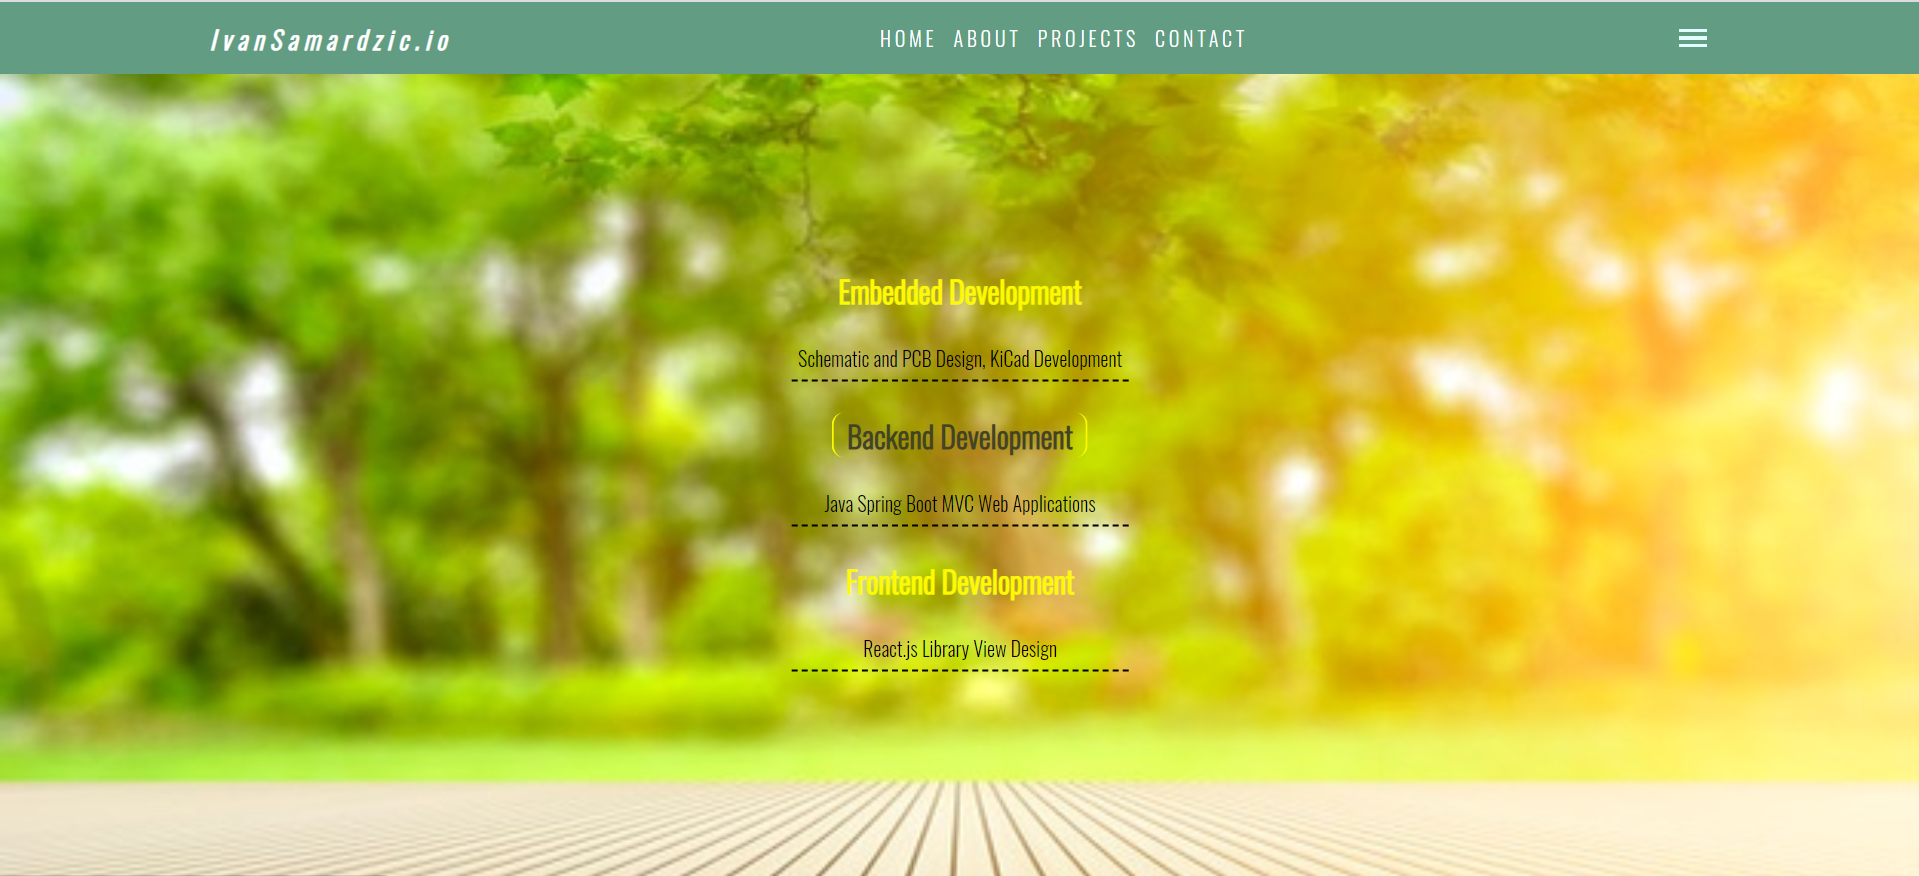 IvanSamardzic.io
HOME ABOUT PROJECTS CONTACT
Embedded Development
Schematic and PCB Design, KiCad Development
Backend Development
Java Spring Boot MVC Web Applications
Frontend Development
React.js Library View Design